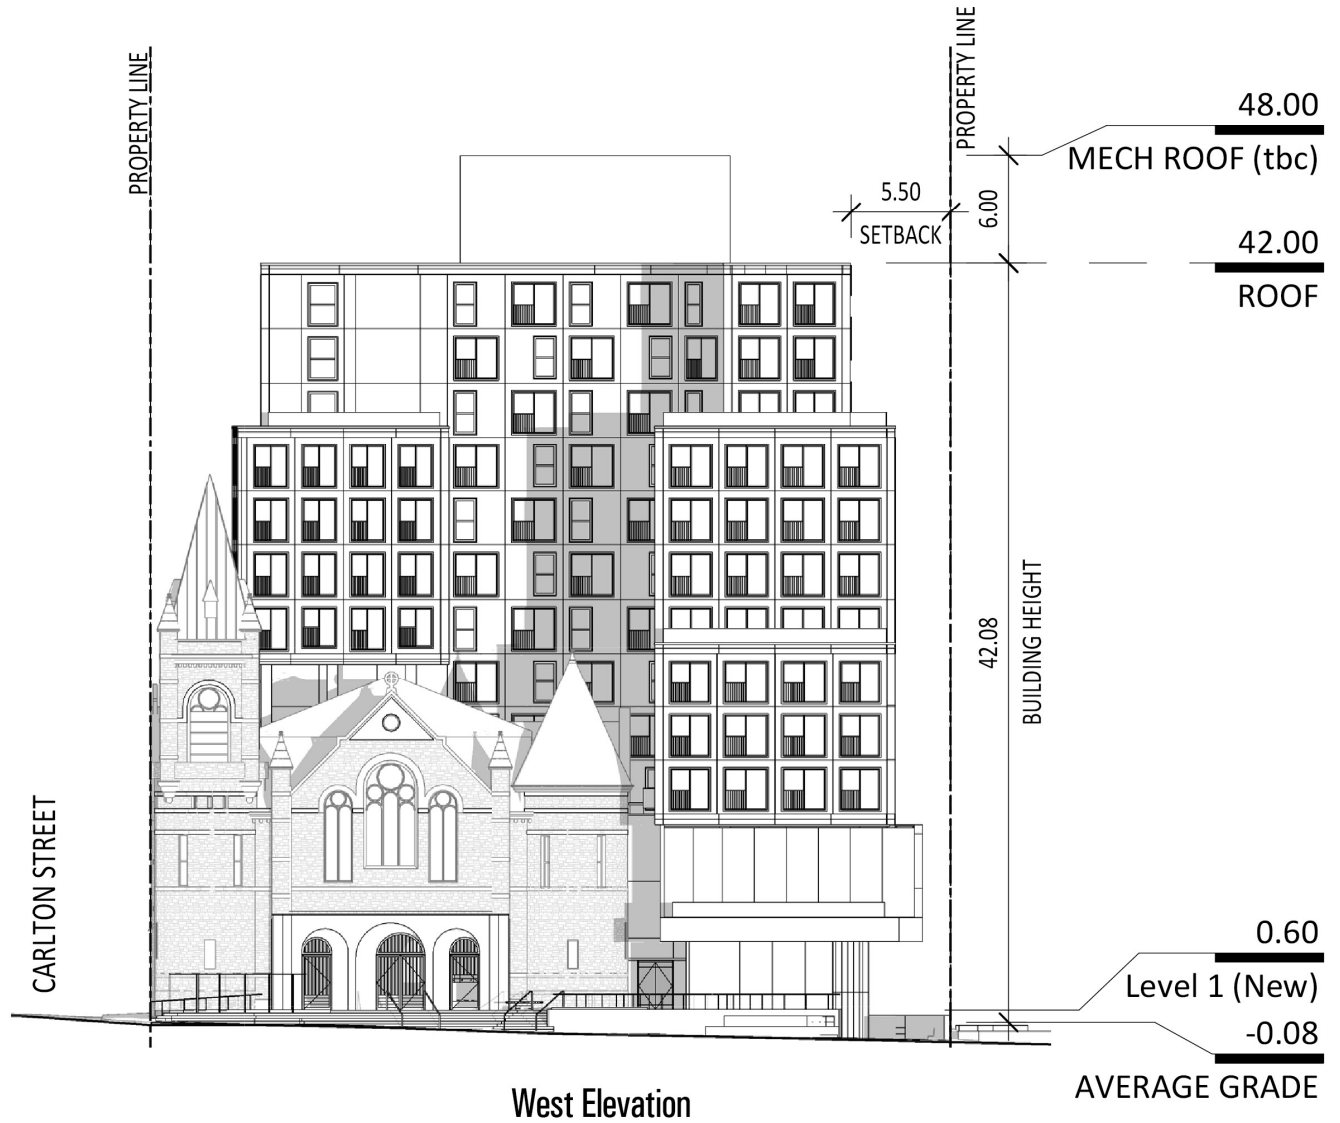 PROPERTY LINE
PROPERTY LINE
48.00
MECH ROOF (tbc)
5.50
SETBACK
6.00
42.00
ROOF
42.08
BUILDING HEIGHT
CARLTON STREET
0.60
Level 1 (New)
-0.08
AVERAGE GRADE
West Elevation